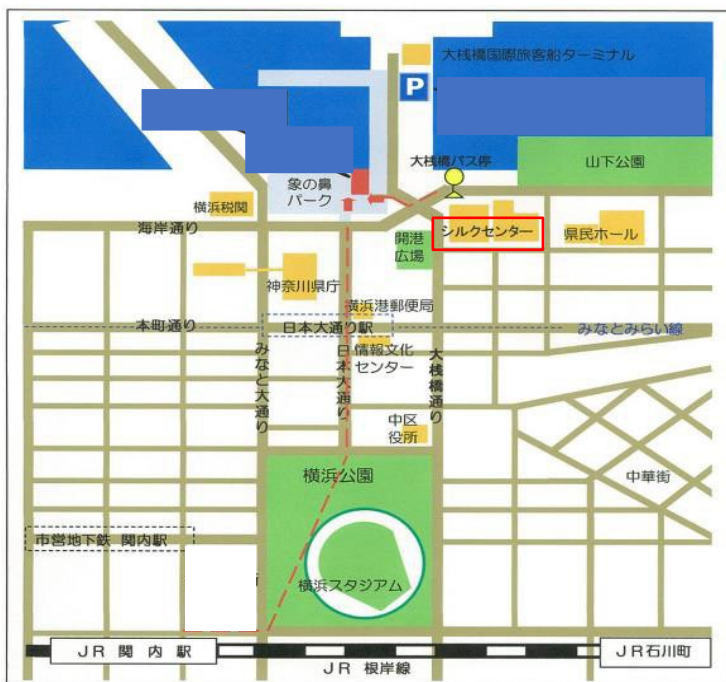 大桟橋国際旅客船ターミナル
P
大桟橋バス停
山下公園
象の鼻
パーク
横浜税関
海岸通り
シルクセンター
開港
広場
県民ホール
神奈川県庁
横浜港郵便局
本町通り
日本大通り駅
みなとみらい線
みなと大通り
日本大通り
情報文化
センター
大桟橋通り
中区
役所
横浜公園
中華街
市営地下鉄 関内駅
横浜スタジアム
JR 関内駅
JR 根岸線
JR石川町